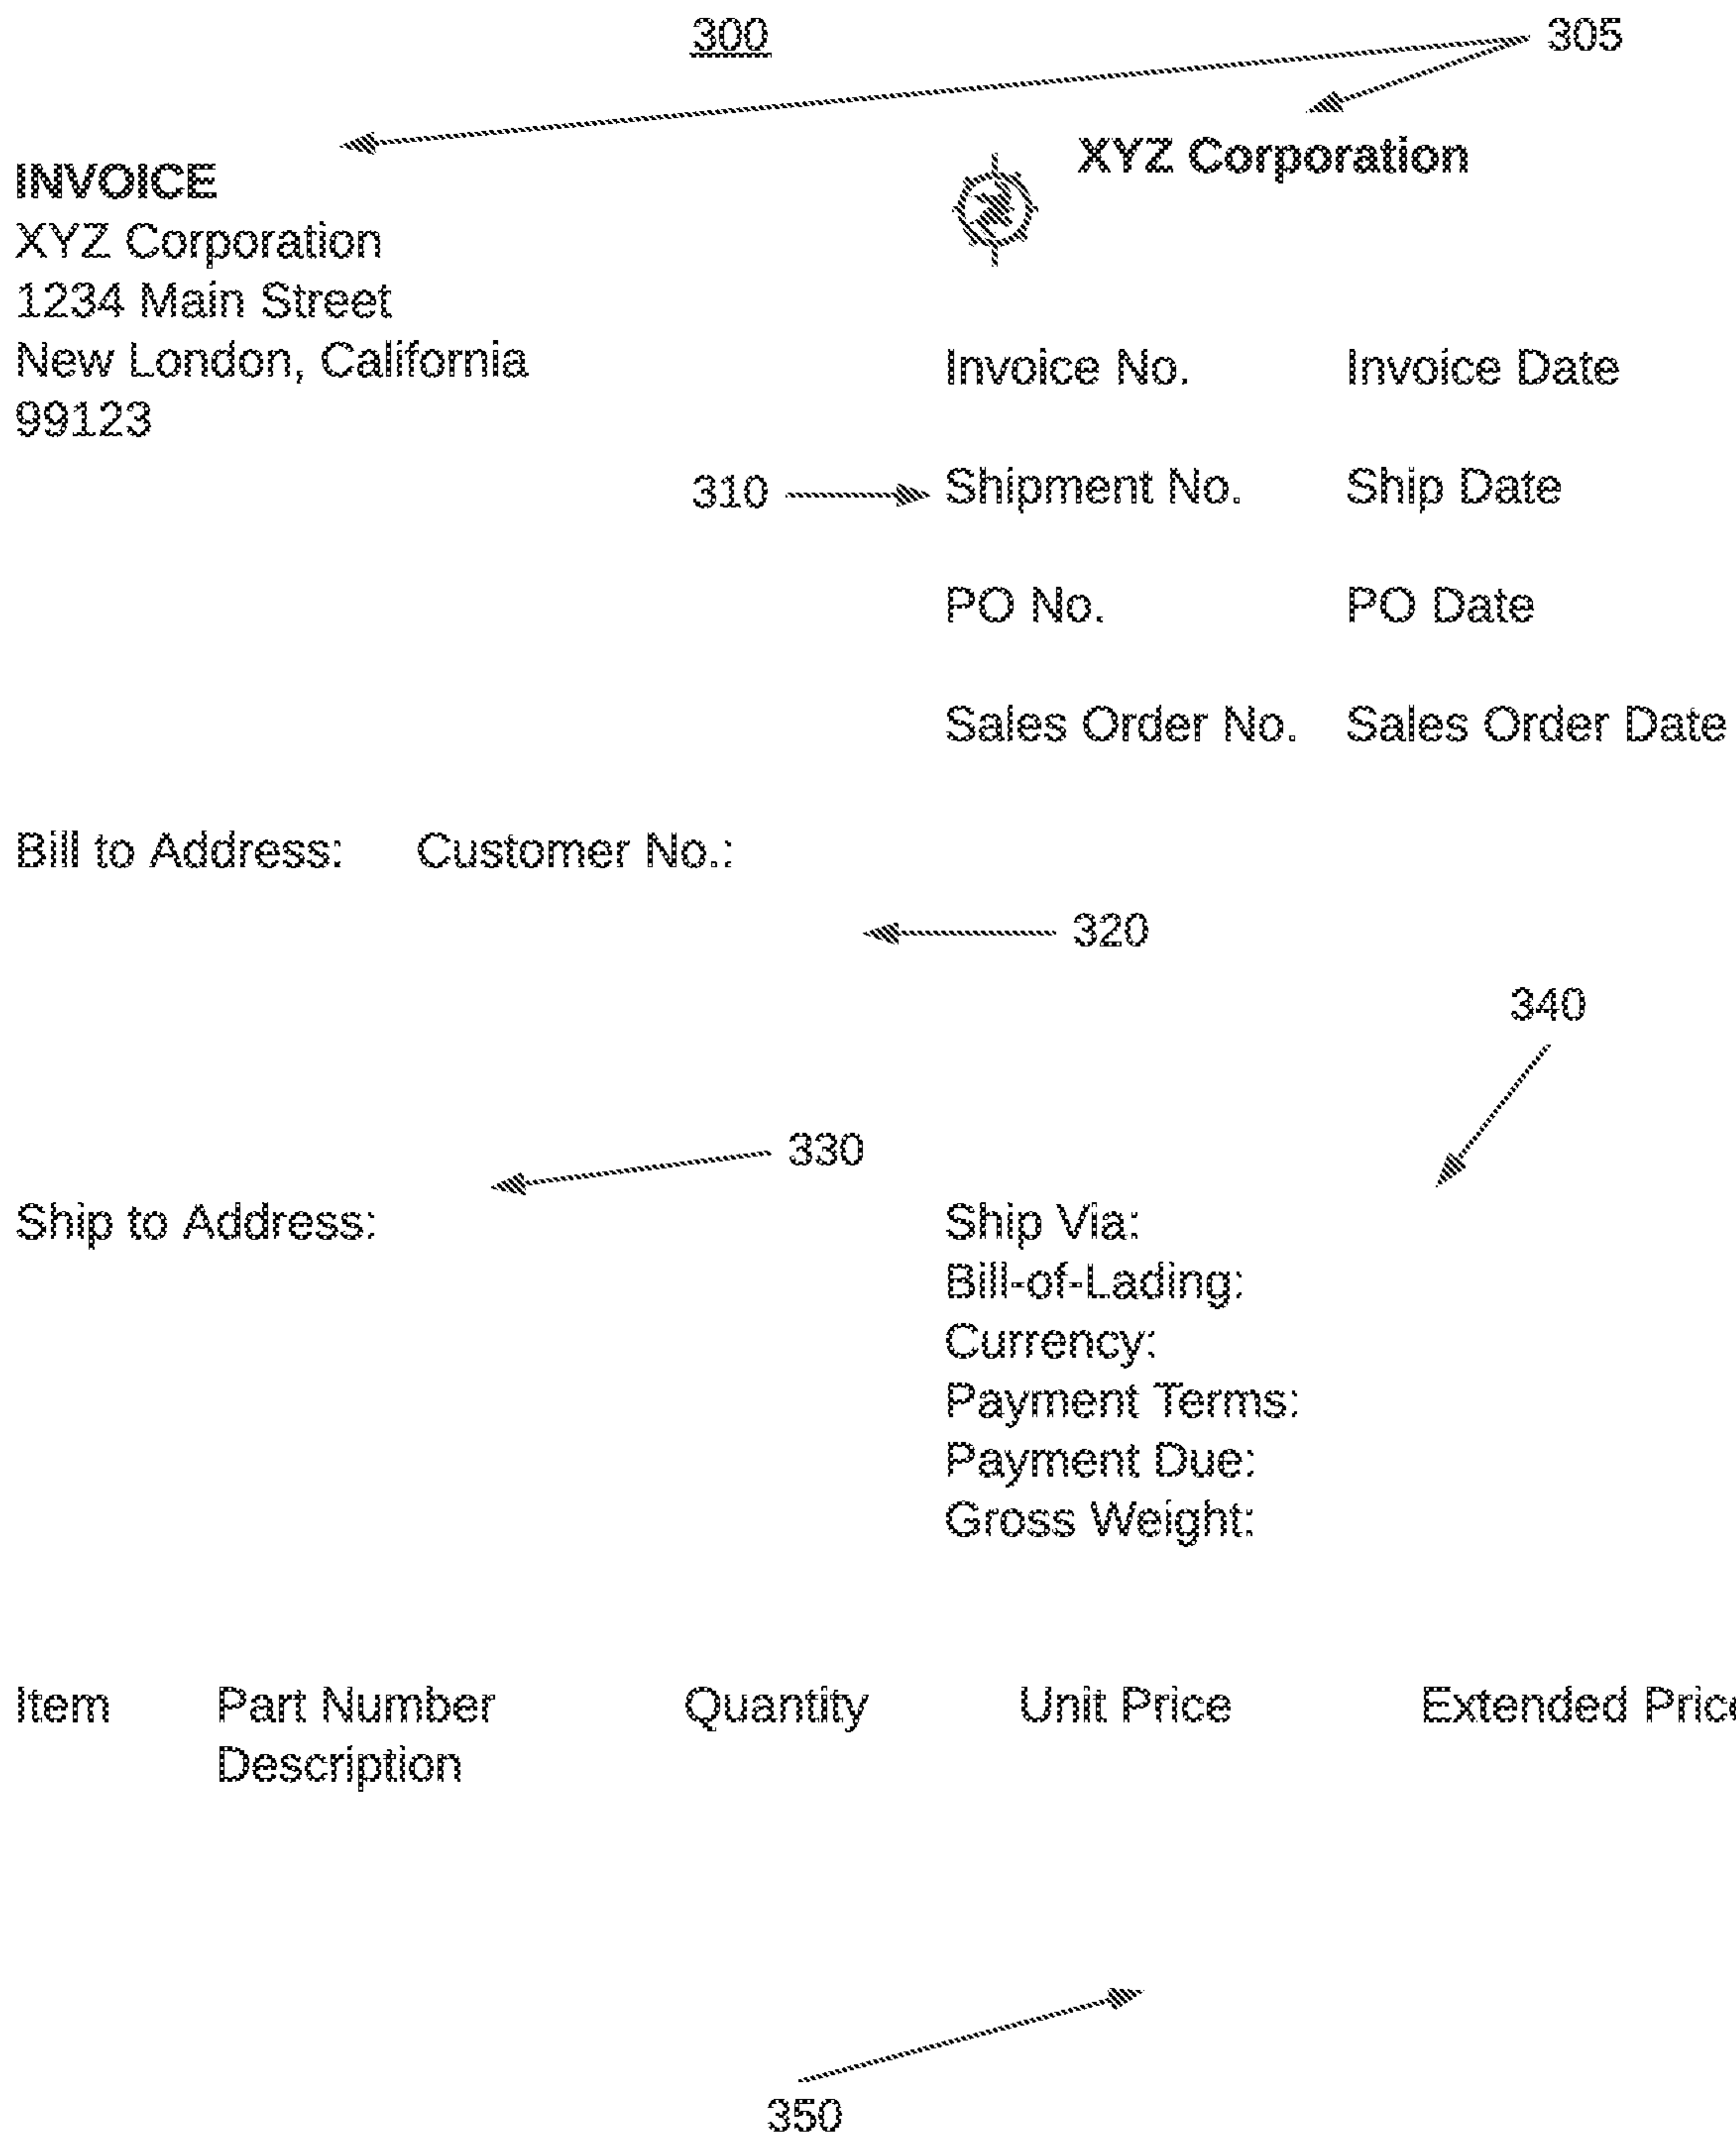 300
305
INVOICE
XYZ Corporation
1234 Main Street
New London, California
99123
XYZ Corporation
Invoice No. Invoice Date
310 Shipment No. Ship Date
PO No. PO Date
Sales Order No. Sales Order Date
Bill to Address: Customer No.:
320
340
330
Ship to Address:
Ship Via:
Bill-of-Lading:
Currency:
Payment Terms:
Payment Due:
Gross Weight:
Item Part Number Quantity Unit Price Extended Price
Description
350